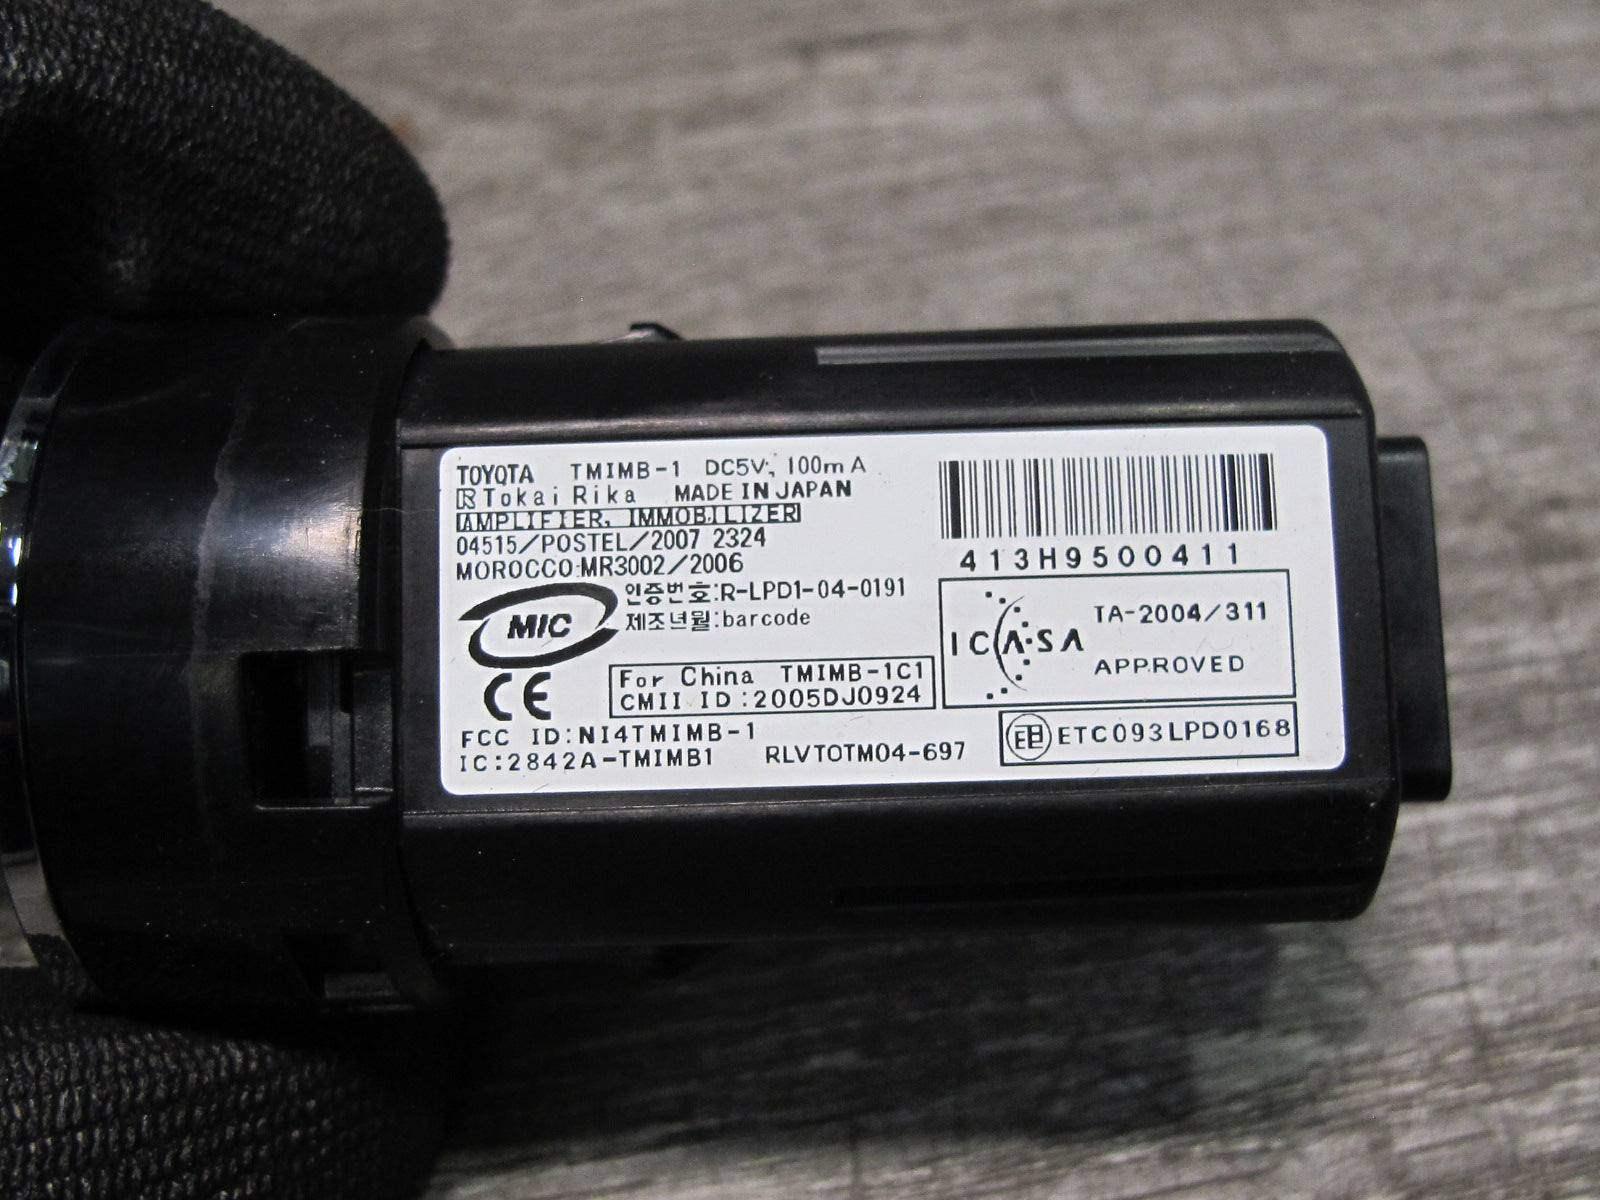 TOYOTA TMIMB-1 DC5V, 100mA
R Tokai Rika MADE IN JAPAN
AMPLIFIER, IMMOBILIZER
04515/POSTEL/2007 2324
MOROCCO:MR3002/2006
MIC
인증번호:R-LPD1-04-0191
제조년월:barcode
CE
For China TMIMB-1C1
CMII ID:2005DJ0924
FCC ID:NI4TMIMB-1
IC:2842A-TMIMB1 RLVTOTM04-697
413H9500411
ICASA
TA-2004/311
APPROVED
ETC093LPD0168